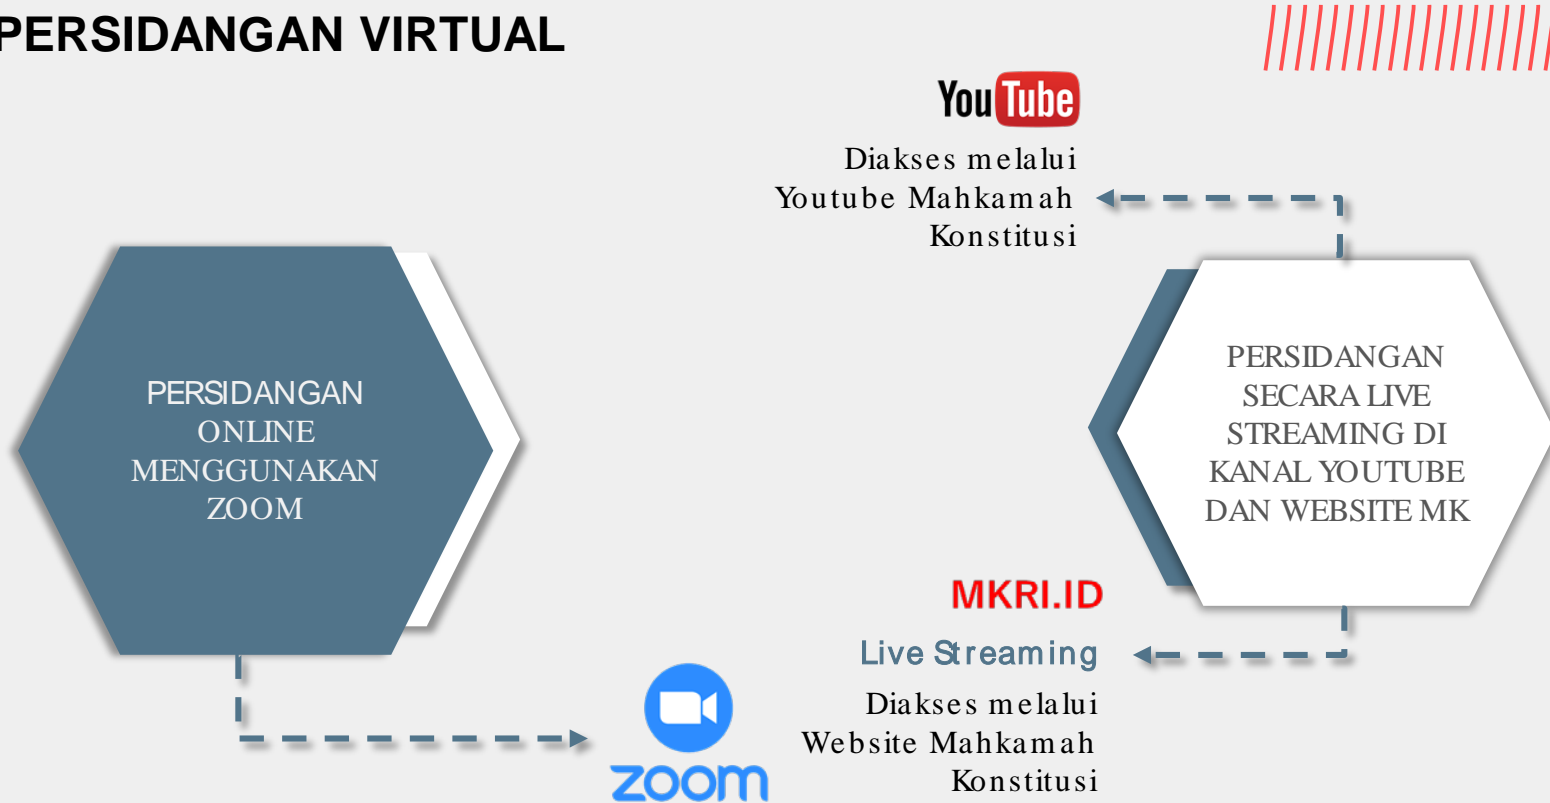 PERSIDANGAN VIRTUAL
YouTube
Diakses melalui
Youtube Mahkamah
Konstitusi
PERSIDANGAN
ONLINE
MENGGUNAKAN
ZOOM
PERSIDANGAN
SECARA LIVE
STREAMING DI
KANAL YOUTUBE
DAN WEBSITE MK
MKRI.ID
Live Streaming
Diakses melalui
Website Mahkamah
Konstitusi
zoom